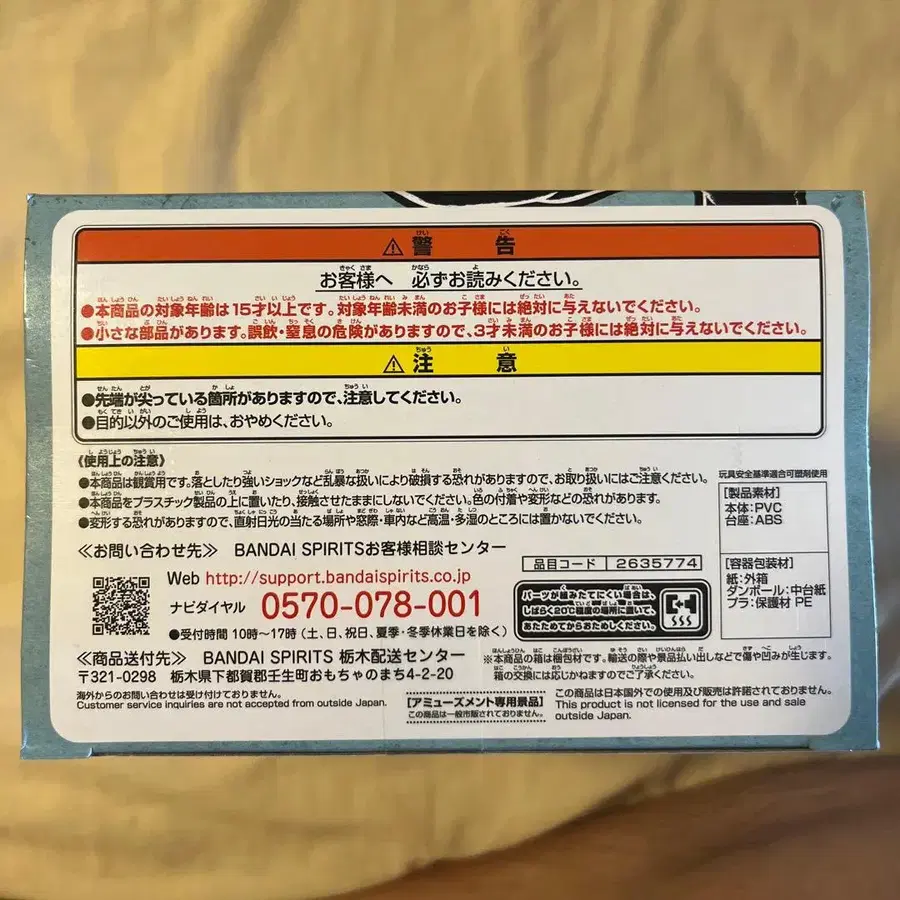 ⚠警告
お客様へ 必ずお読みください。
●本商品の対象年齢は15才以上です。対象年齢未満のお子様には絶対に与えないでください。
●小さな部品があります。誤飲・窒息の危険がありますので、3才未満のお子様には絶対に与えないでください。
⚠注意
●先端が尖っている箇所がありますので、注意してください。
●目的以外のご使用は、おやめください。
《使用上の注意》
●本商品は観賞用です。落としたり強いショックなど乱暴な扱いにより破損する恐れがありますので、お取り扱いにはご注意ください。
●本商品をプラスチック製品の上に置いたり、接触させたままにしないでください。色の付着や変形などの恐れがあります。
●変形する恐れがありますので、直射日光の当たる場所や窓際・車内など高温・多湿のところには置かないでください。
玩具安全基準適合可塑剤使用
[製品素材]
本体:PVC
台座:ABS
[容器包装材]
紙:外箱
ダンボール:中台紙
プラ:保護材 PE
≪お問い合わせ先≫ BANDAI SPIRITSお客様相談センター
品目コード 2635774
Web http://support.bandaispirits.co.jp
ナビダイヤル 0570-078-001
●受付時間 10時〜17時(土、日、祝日、夏季・冬季休業日を除く)
パーツが組みたてにくい場合は、
しばらく20℃程度の場所に置いて、
あたためてからおためしください。
≪商品送付先≫ BANDAI SPIRITS 栃木配送センター
〒321-0298 栃木県下都賀郡壬生町おもちゃのまち4-2-20
※本商品の箱は梱包材です。輸送の際や景品払い出しなどで傷や凹みが生じます。
箱の交換には応じかねますのでご了承ください。
海外からのお問い合わせは受け付けておりません。
Customer service inquiries are not accepted from outside Japan.
[アミューズメント専用景品]
この商品は一般市販されておりません。
この商品は日本国外での使用及び販売は許諾されておりません。
This product is not licensed for the use and sale
outside Japan.